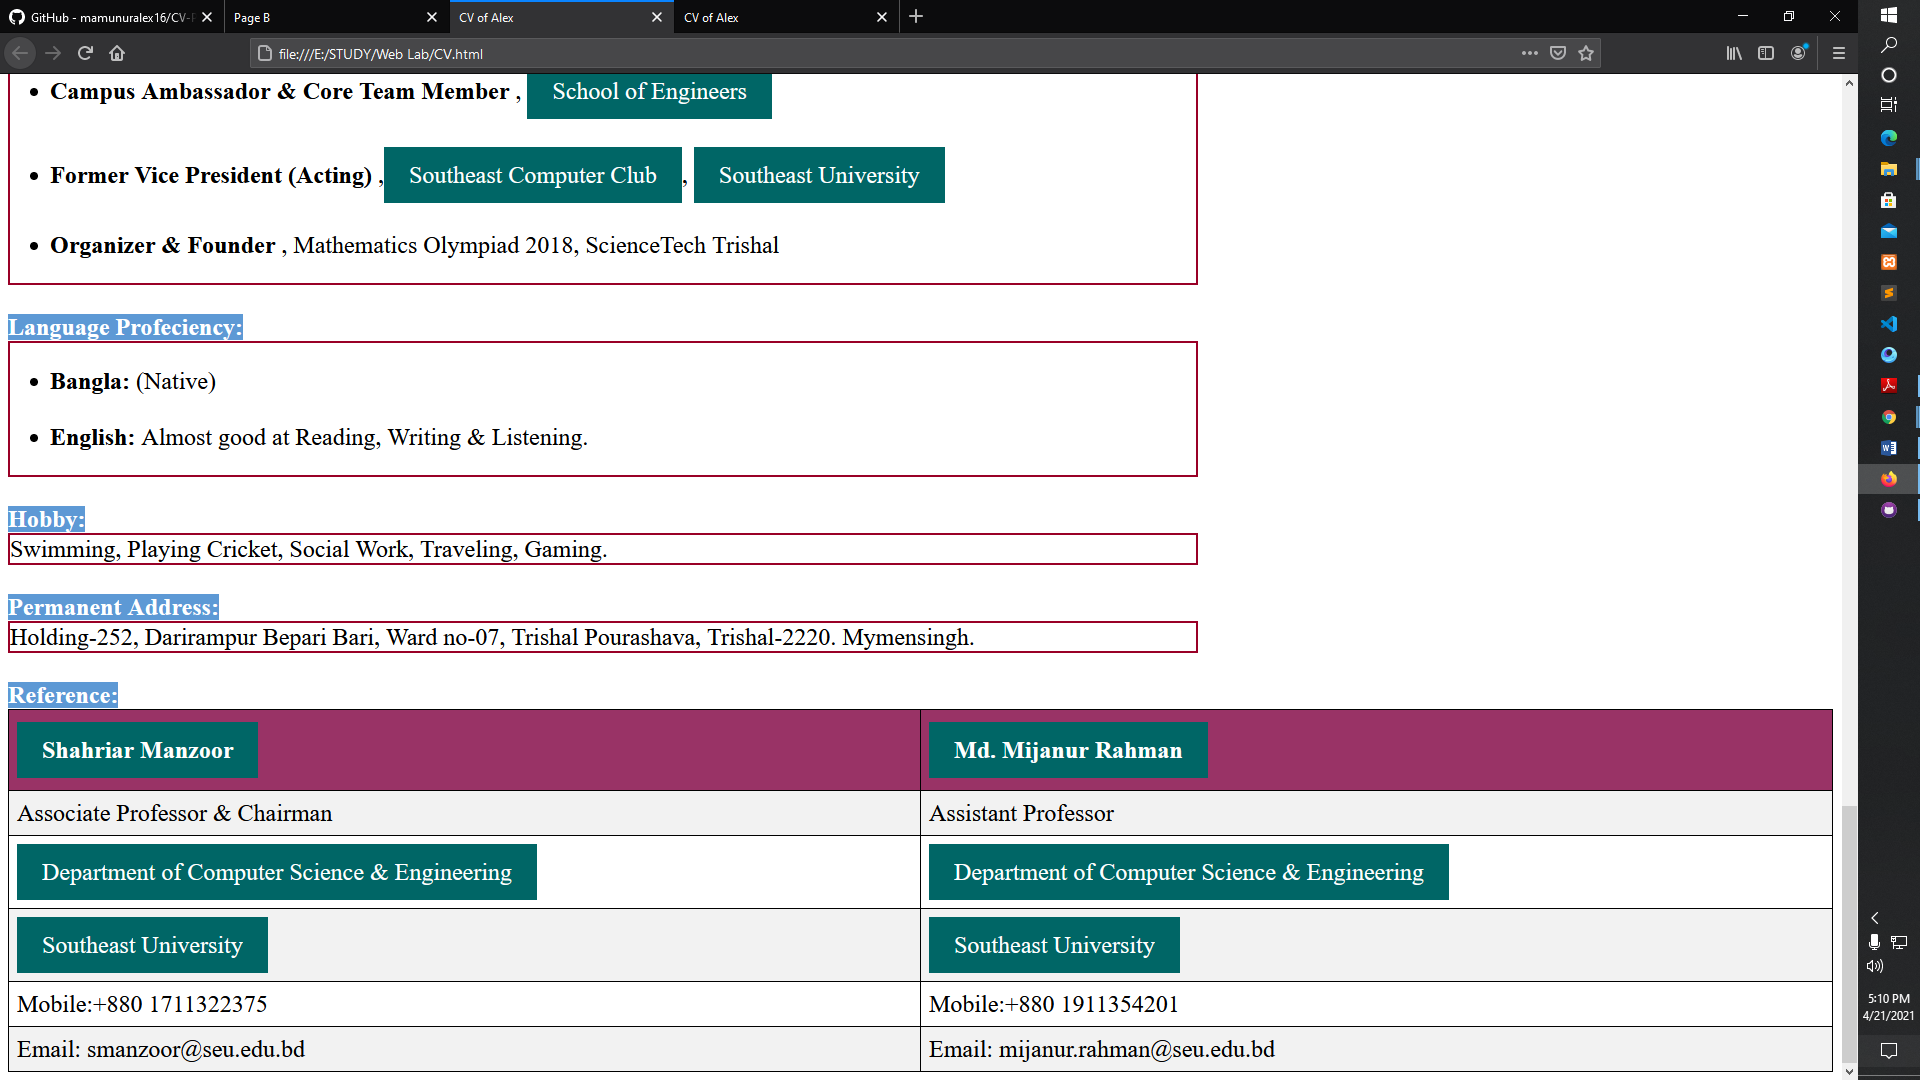 GitHub - mamunuralex16/CV-
Page B
CV of Alex
CV of Alex
file:///E:/STUDY/Web Lab/CV.html
Campus Ambassador & Core Team Member , School of Engineers
Former Vice President (Acting) , Southeast Computer Club, Southeast University
Organizer & Founder , Mathematics Olympiad 2018, ScienceTech Trishal
Language Profeciency:
Bangla: (Native)
English: Almost good at Reading, Writing & Listening.
Hobby:
Swimming, Playing Cricket, Social Work, Traveling, Gaming.
Permanent Address:
Holding-252, Darirampur Bepari Bari, Ward no-07, Trishal Pourashava, Trishal-2220. Mymensingh.
Reference:
Shahriar Manzoor Md. Mijanur Rahman
Associate Professor & Chairman Assistant Professor
Department of Computer Science & Engineering Department of Computer Science & Engineering
Southeast University Southeast University
Mobile:+880 1711322375 Mobile:+880 1911354201
Email: smanzoor@seu.edu.bd Email: mijanur.rahman@seu.edu.bd
5:10 PM
4/21/2021